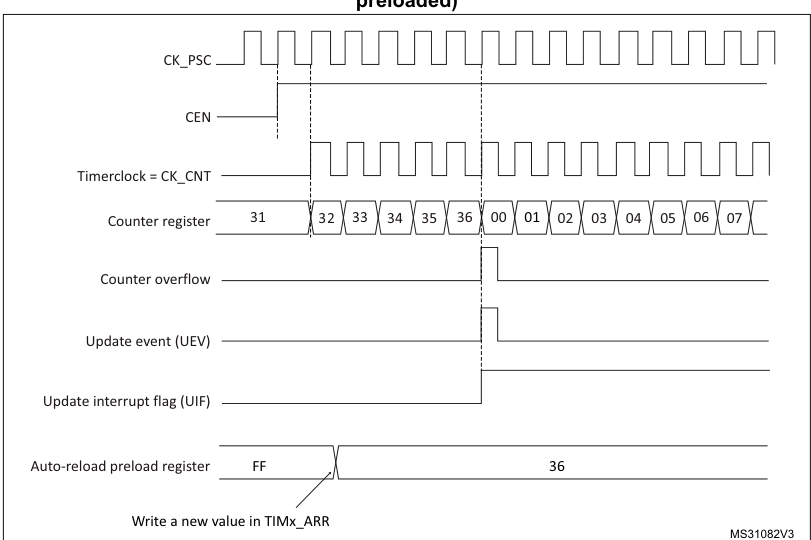 preloaded)
CK_PSC
CEN
Timerclock = CK_CNT
Counter register 31 32 33 34 35 36 00 01 02 03 04 05 06 07
Counter overflow
Update event (UEV)
Update interrupt flag (UIF)
Auto-reload preload register FF 36
Write a new value in TIMx_ARR
MS31082V3